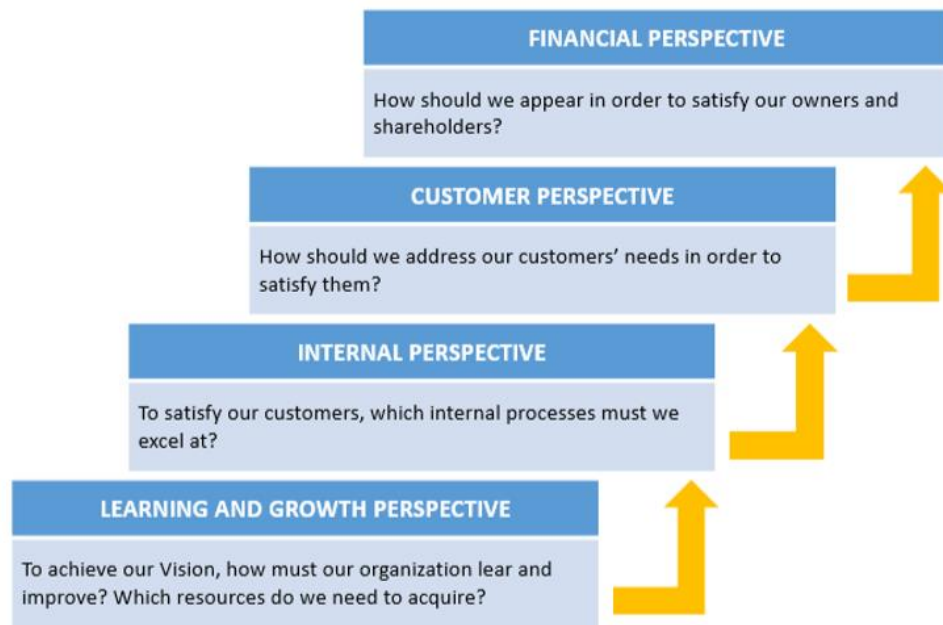 FINANCIAL PERSPECTIVE
How should we appear in order to satisfy our owners and
shareholders?
CUSTOMER PERSPECTIVE
How should we address our customers’ needs in order to
satisfy them?
INTERNAL PERSPECTIVE
To satisfy our customers, which internal processes must we
excel at?
LEARNING AND GROWTH PERSPECTIVE
To achieve our Vision, how must our organization lear and
improve? Which resources do we need to acquire?